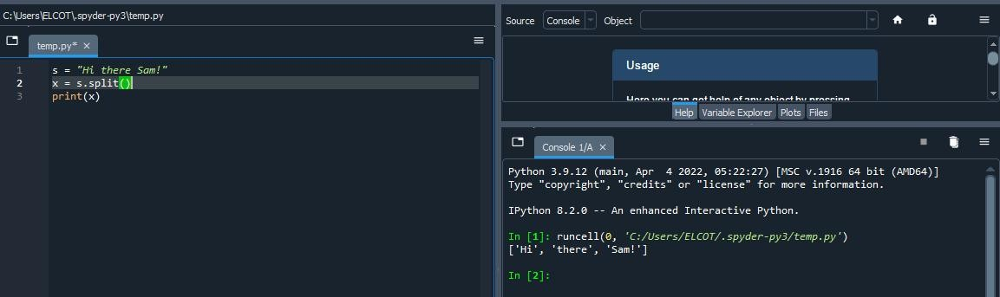 C:\Users\ELCOT\.spyder-py3\temp.py
temp.py*
1 s = "Hi there Sam!"
2 x = s.split()
3 print(x)
Source Console Object
Usage
Here you can get help of any object by pressing
Help Variable Explorer Plots Files
Console 1/A
Python 3.9.12 (main, Apr  4 2022, 05:22:27) [MSC v.1916 64 bit (AMD64)]
Type "copyright", "credits" or "license" for more information.
IPython 8.2.0 -- An enhanced Interactive Python.
In [1]: runcell(0, 'C:/Users/ELCOT/.spyder-py3/temp.py')
['Hi', 'there', 'Sam!']
In [2]: